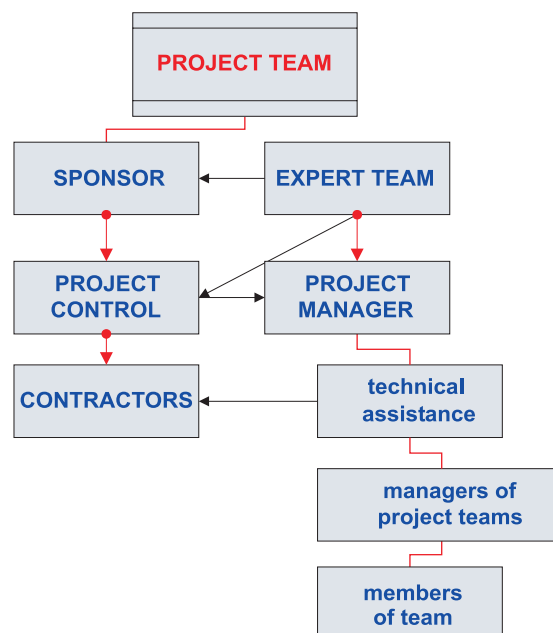 PROJECT TEAM
SPONSOR
EXPERT TEAM
PROJECT
CONTROL
PROJECT
MANAGER
CONTRACTORS
technical
assistance
managers of
project teams
members
of team